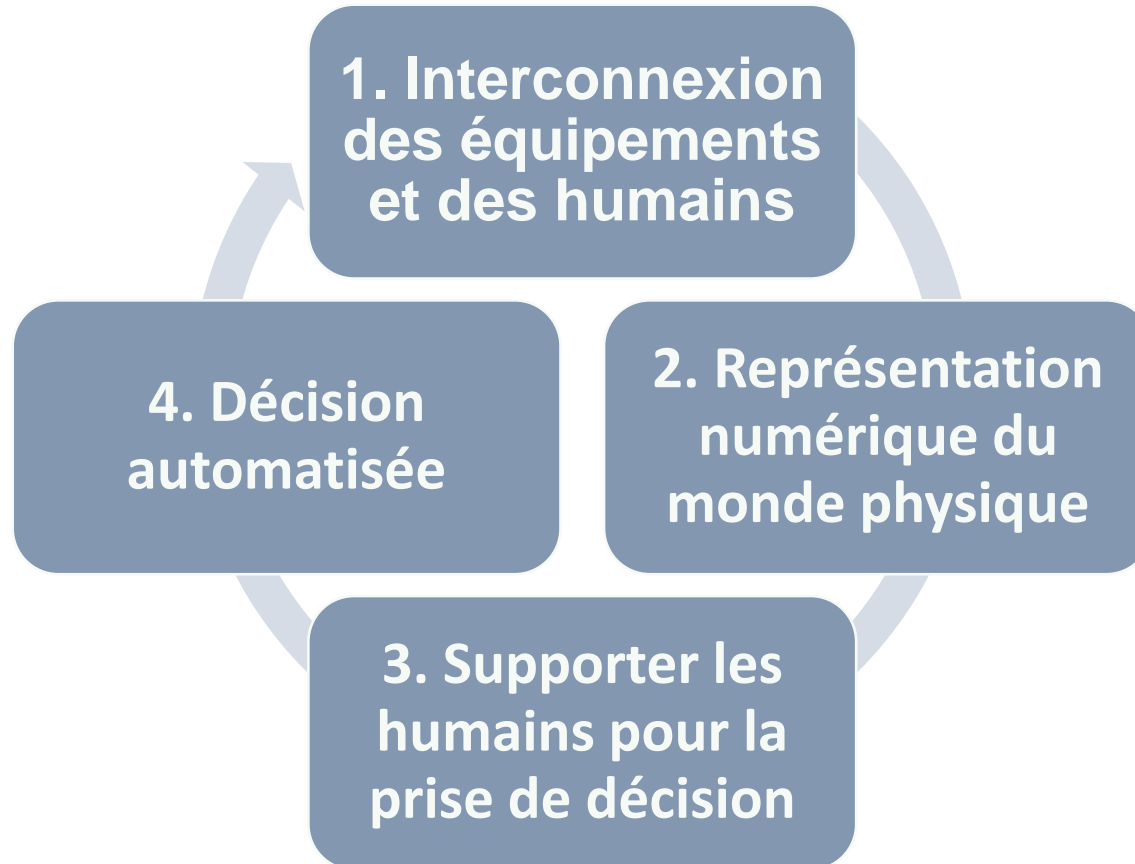 1. Interconnexion
des équipements
et des humains
2. Représentation
numérique du
monde physique
3. Supporter les
humains pour la
prise de décision
4. Décision
automatisée